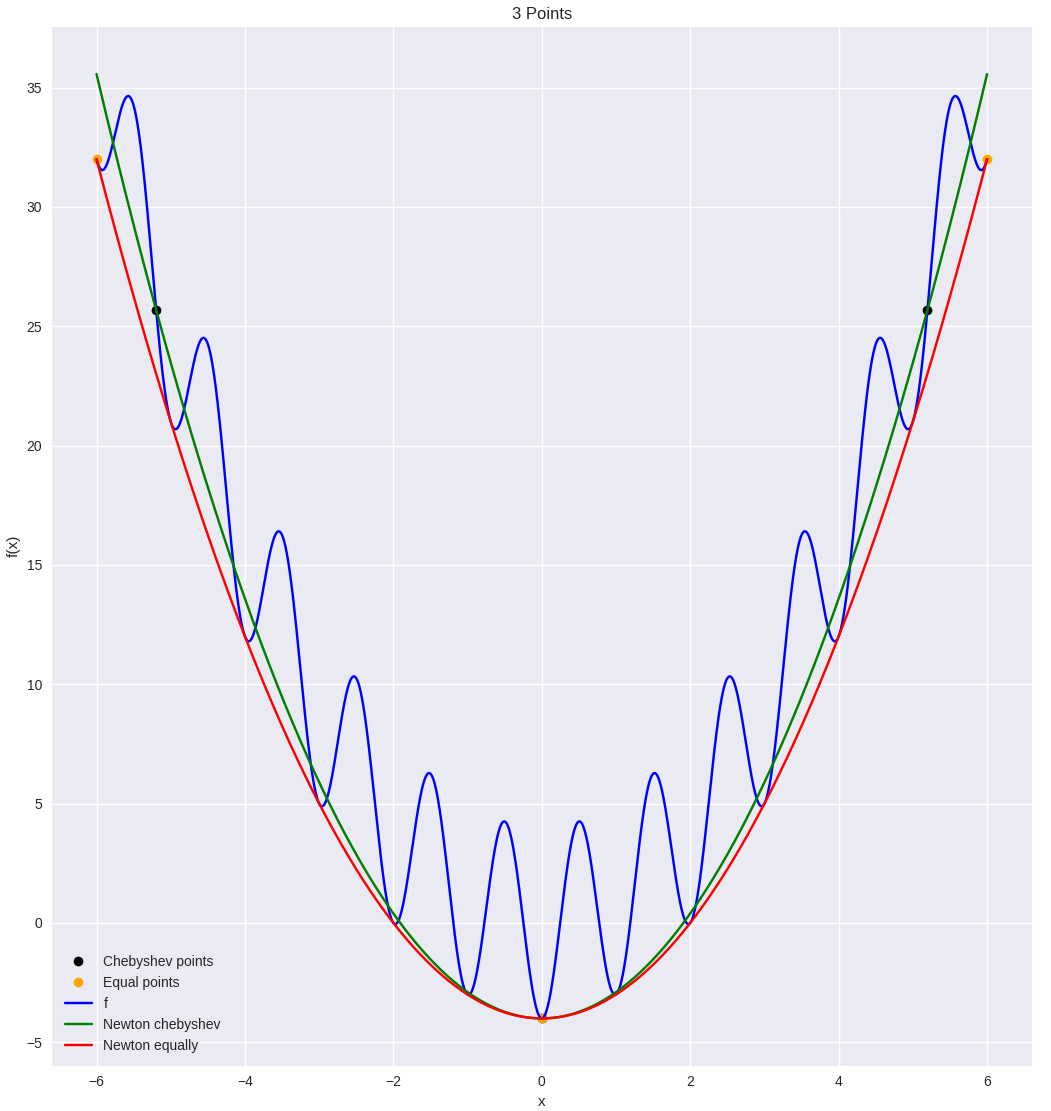 3 Points
35
30
25
20
15
10
5
0
−5
f(x)
Chebyshev points
Equal points
f
Newton chebyshev
Newton equally
−6 −4 −2 0 2 4 6
x